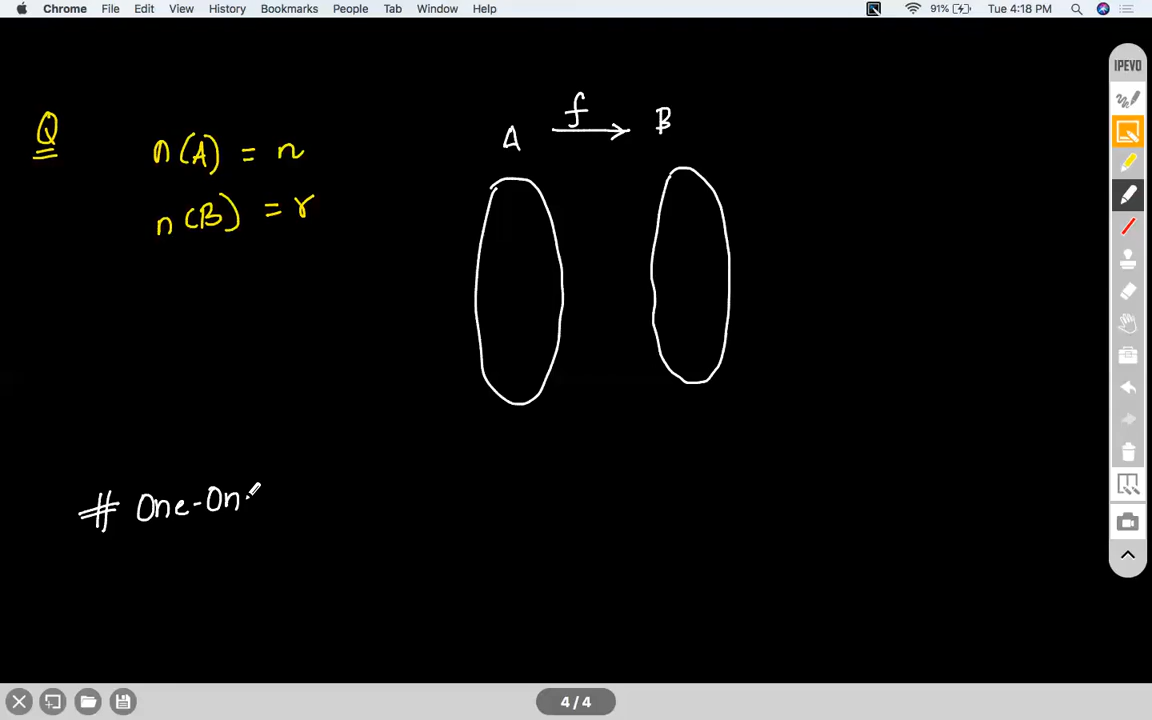 Chrome File Edit View History Bookmarks People Tab Window Help 91% Tue 4:18 PM
IPEVO
Q
n(A) = n
n(B) = r
A f B
# One-On
4 / 4